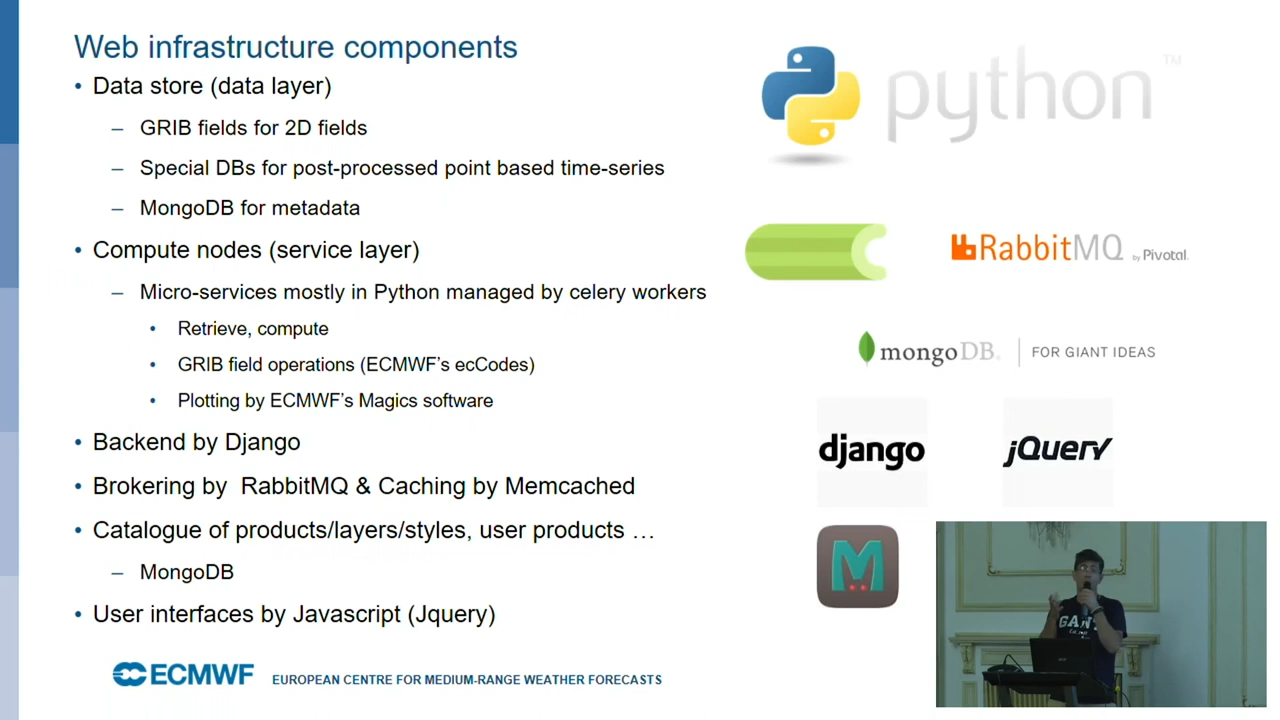 Web infrastructure components
• Data store (data layer)
– GRIB fields for 2D fields
– Special DBs for post-processed point based time-series
– MongoDB for metadata
• Compute nodes (service layer)
– Micro-services mostly in Python managed by celery workers
• Retrieve, compute
• GRIB field operations (ECMWF's ecCodes)
• Plotting by ECMWF's Magics software
• Backend by Django
• Brokering by RabbitMQ & Caching by Memcached
• Catalogue of products/layers/styles, user products …
– MongoDB
• User interfaces by Javascript (Jquery)
ECMWF EUROPEAN CENTRE FOR MEDIUM-RANGE WEATHER FORECASTS
python TM
RabbitMQ by Pivotal
mongoDB. FOR GIANT IDEAS
django
jQuery
M
GANT